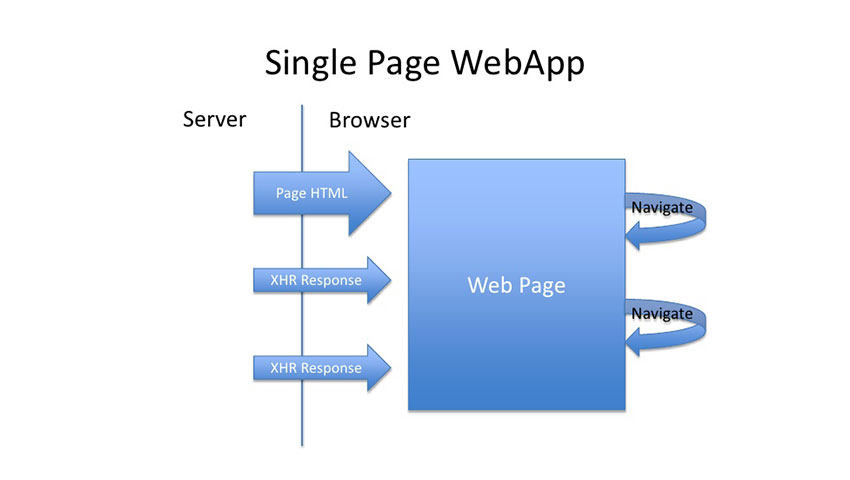 Single Page WebApp
Server
Browser
Page HTML
Navigate
XHR Response
Web Page
Navigate
XHR Response